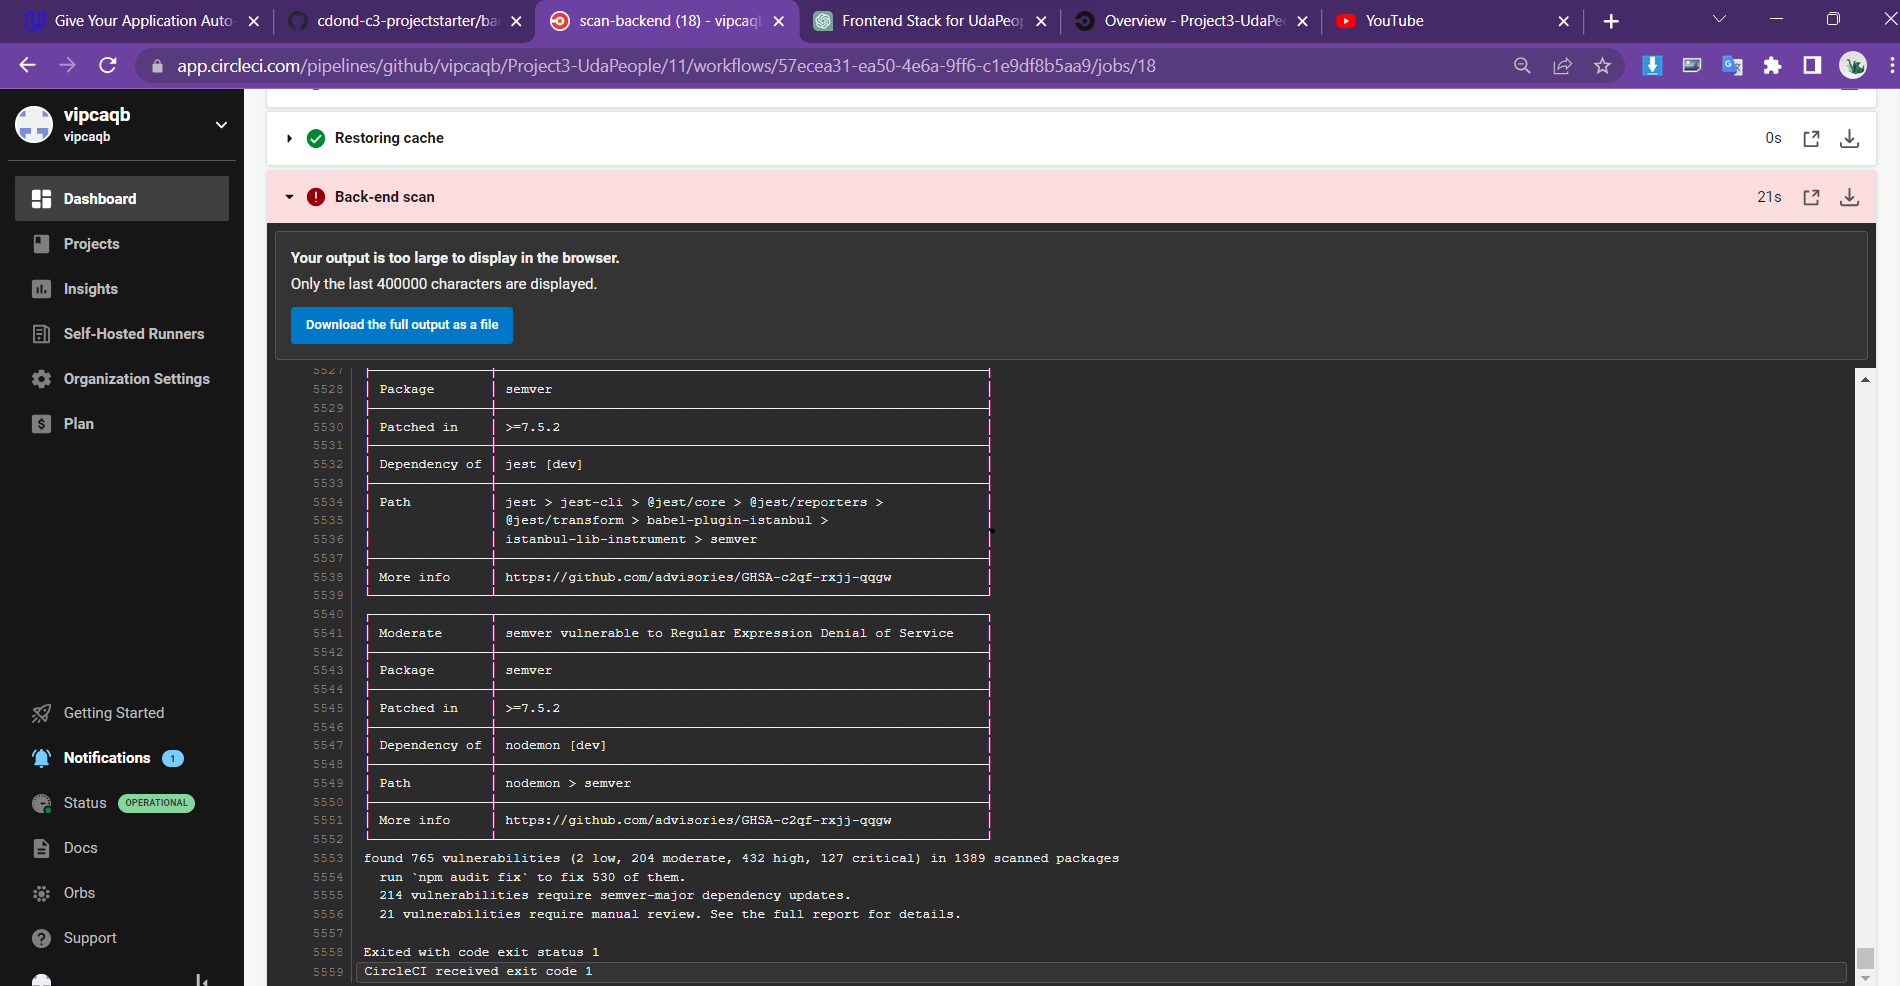 Give Your Application Auto-
cdond-c3-projectstarter/ba
scan-backend (18) - vipcaqb
Frontend Stack for UdaPeop
Overview - Project3-UdaPe
YouTube
app.circleci.com/pipelines/github/vipcaqb/Project3-UdaPeople/11/workflows/57ecea31-ea50-4e6a-9ff6-c1e9df8b5aa9/jobs/18
vipcaqb
vipcaqb
Dashboard
Projects
Insights
Self-Hosted Runners
Organization Settings
Plan
Getting Started
Notifications 1
Status OPERATIONAL
Docs
Orbs
Support
Restoring cache 0s
Back-end scan 21s
Your output is too large to display in the browser.
Only the last 400000 characters are displayed.
Download the full output as a file
5527
5528 Package semver
5529
5530 Patched in >=7.5.2
5531
5532 Dependency of jest [dev]
5533
5534 Path jest > jest-cli > @jest/core > @jest/reporters >
5535 @jest/transform > babel-plugin-istanbul >
5536 istanbul-lib-instrument > semver
5537
5538 More info https://github.com/advisories/GHSA-c2qf-rxjj-qqgw
5539
5540
5541 Moderate semver vulnerable to Regular Expression Denial of Service
5542
5543 Package semver
5544
5545 Patched in >=7.5.2
5546
5547 Dependency of nodemon [dev]
5548
5549 Path nodemon > semver
5550
5551 More info https://github.com/advisories/GHSA-c2qf-rxjj-qqgw
5552
5553 found 765 vulnerabilities (2 low, 204 moderate, 432 high, 127 critical) in 1389 scanned packages
5554 run `npm audit fix` to fix 530 of them.
5555 214 vulnerabilities require semver-major dependency updates.
5556 21 vulnerabilities require manual review. See the full report for details.
5557
5558 Exited with code exit status 1
5559 CircleCI received exit code 1